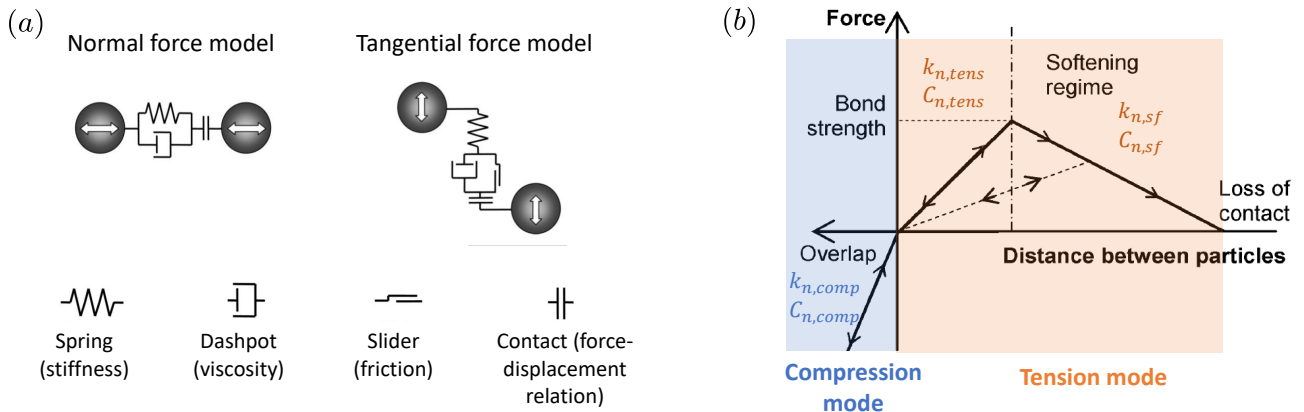 (a)
Normal force model
Tangential force model
Spring
(stiffness)
Dashpot
(viscosity)
Slider
(friction)
Contact (force-
displacement
relation)
(b)
Force
k_{n,tens}
C_{n,tens}
Softening
regime
Bond
strength
k_{n,sf}
C_{n,sf}
Loss of
contact
Overlap
Distance between particles
k_{n,comp}
C_{n,comp}
Compression
mode
Tension mode